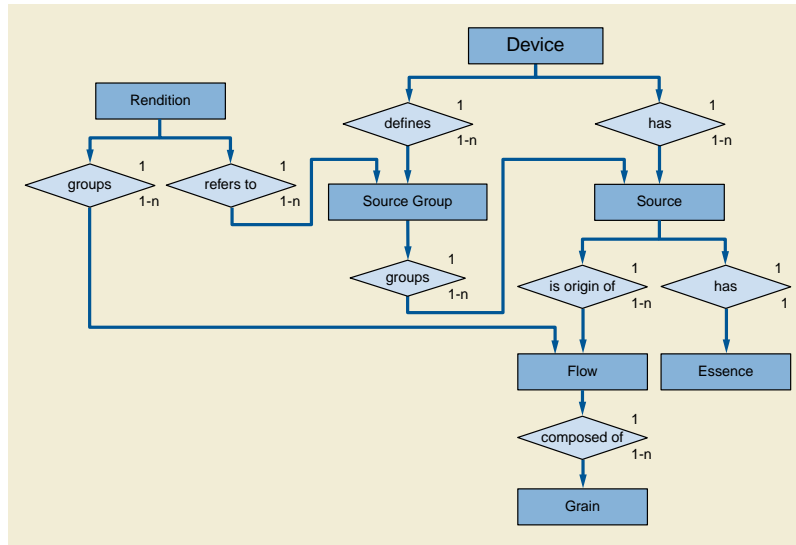 Device
Rendition
1
defines
1-n
1
has
1-n
1
groups
1-n
1
refers to
1-n
Source Group
Source
1
groups
1-n
1
is origin of
1-n
1
has
1
Flow
Essence
1
composed of
1-n
Grain